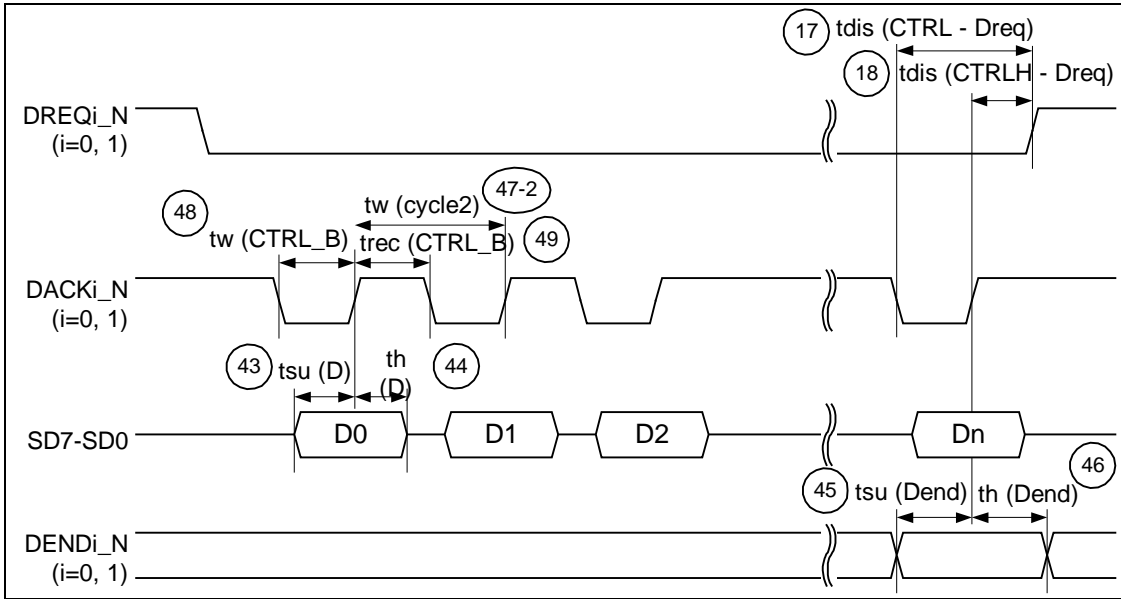 17 tdis (CTRL - Dreq)
18 tdis (CTRLH - Dreq)
DREQi_N
(i=0, 1)
47-2
48 tw (cycle2)
tw (CTRL_B) trec (CTRL_B) 49
DACKi_N
(i=0, 1)
43 tsu (D) th
(D) 44
SD7-SD0 D0 D1 D2 Dn
45 tsu (Dend) th (Dend) 46
DENDi_N
(i=0, 1)